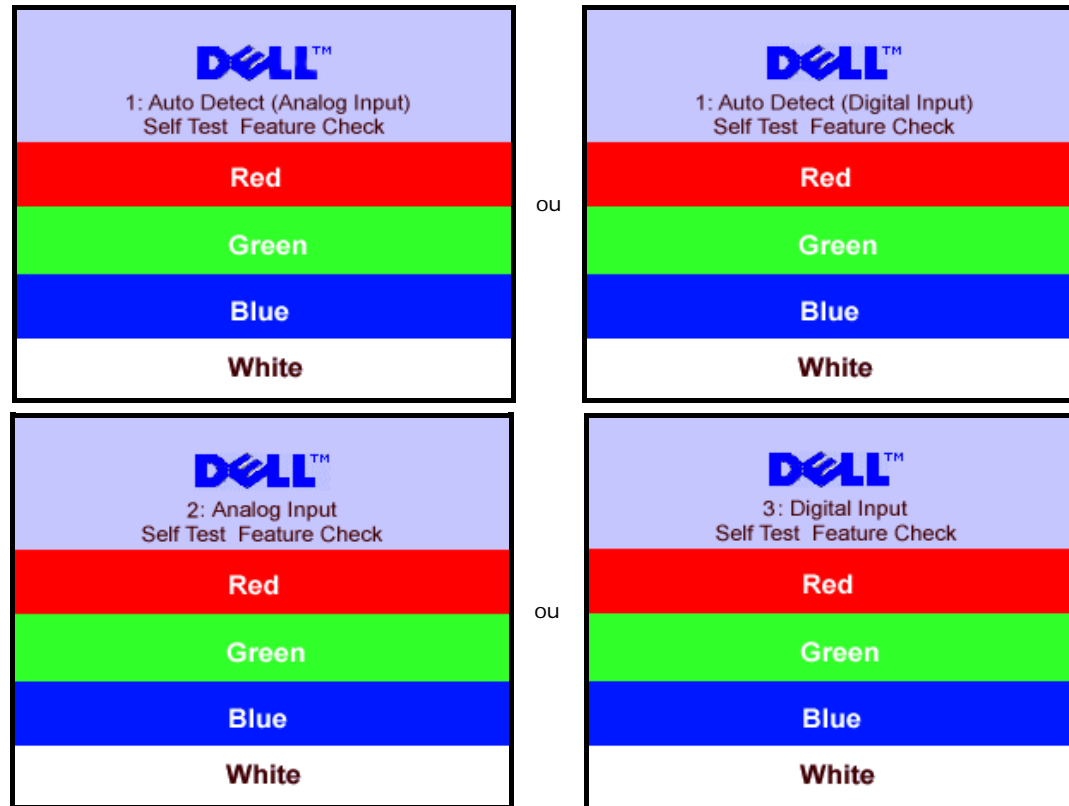 DELL™
1: Auto Detect (Analog Input)
Self Test Feature Check
Red
Green
Blue
White
ou
DELL™
1: Auto Detect (Digital Input)
Self Test Feature Check
Red
Green
Blue
White
DELL™
2: Analog Input
Self Test Feature Check
Red
Green
Blue
White
ou
DELL™
3: Digital Input
Self Test Feature Check
Red
Green
Blue
White